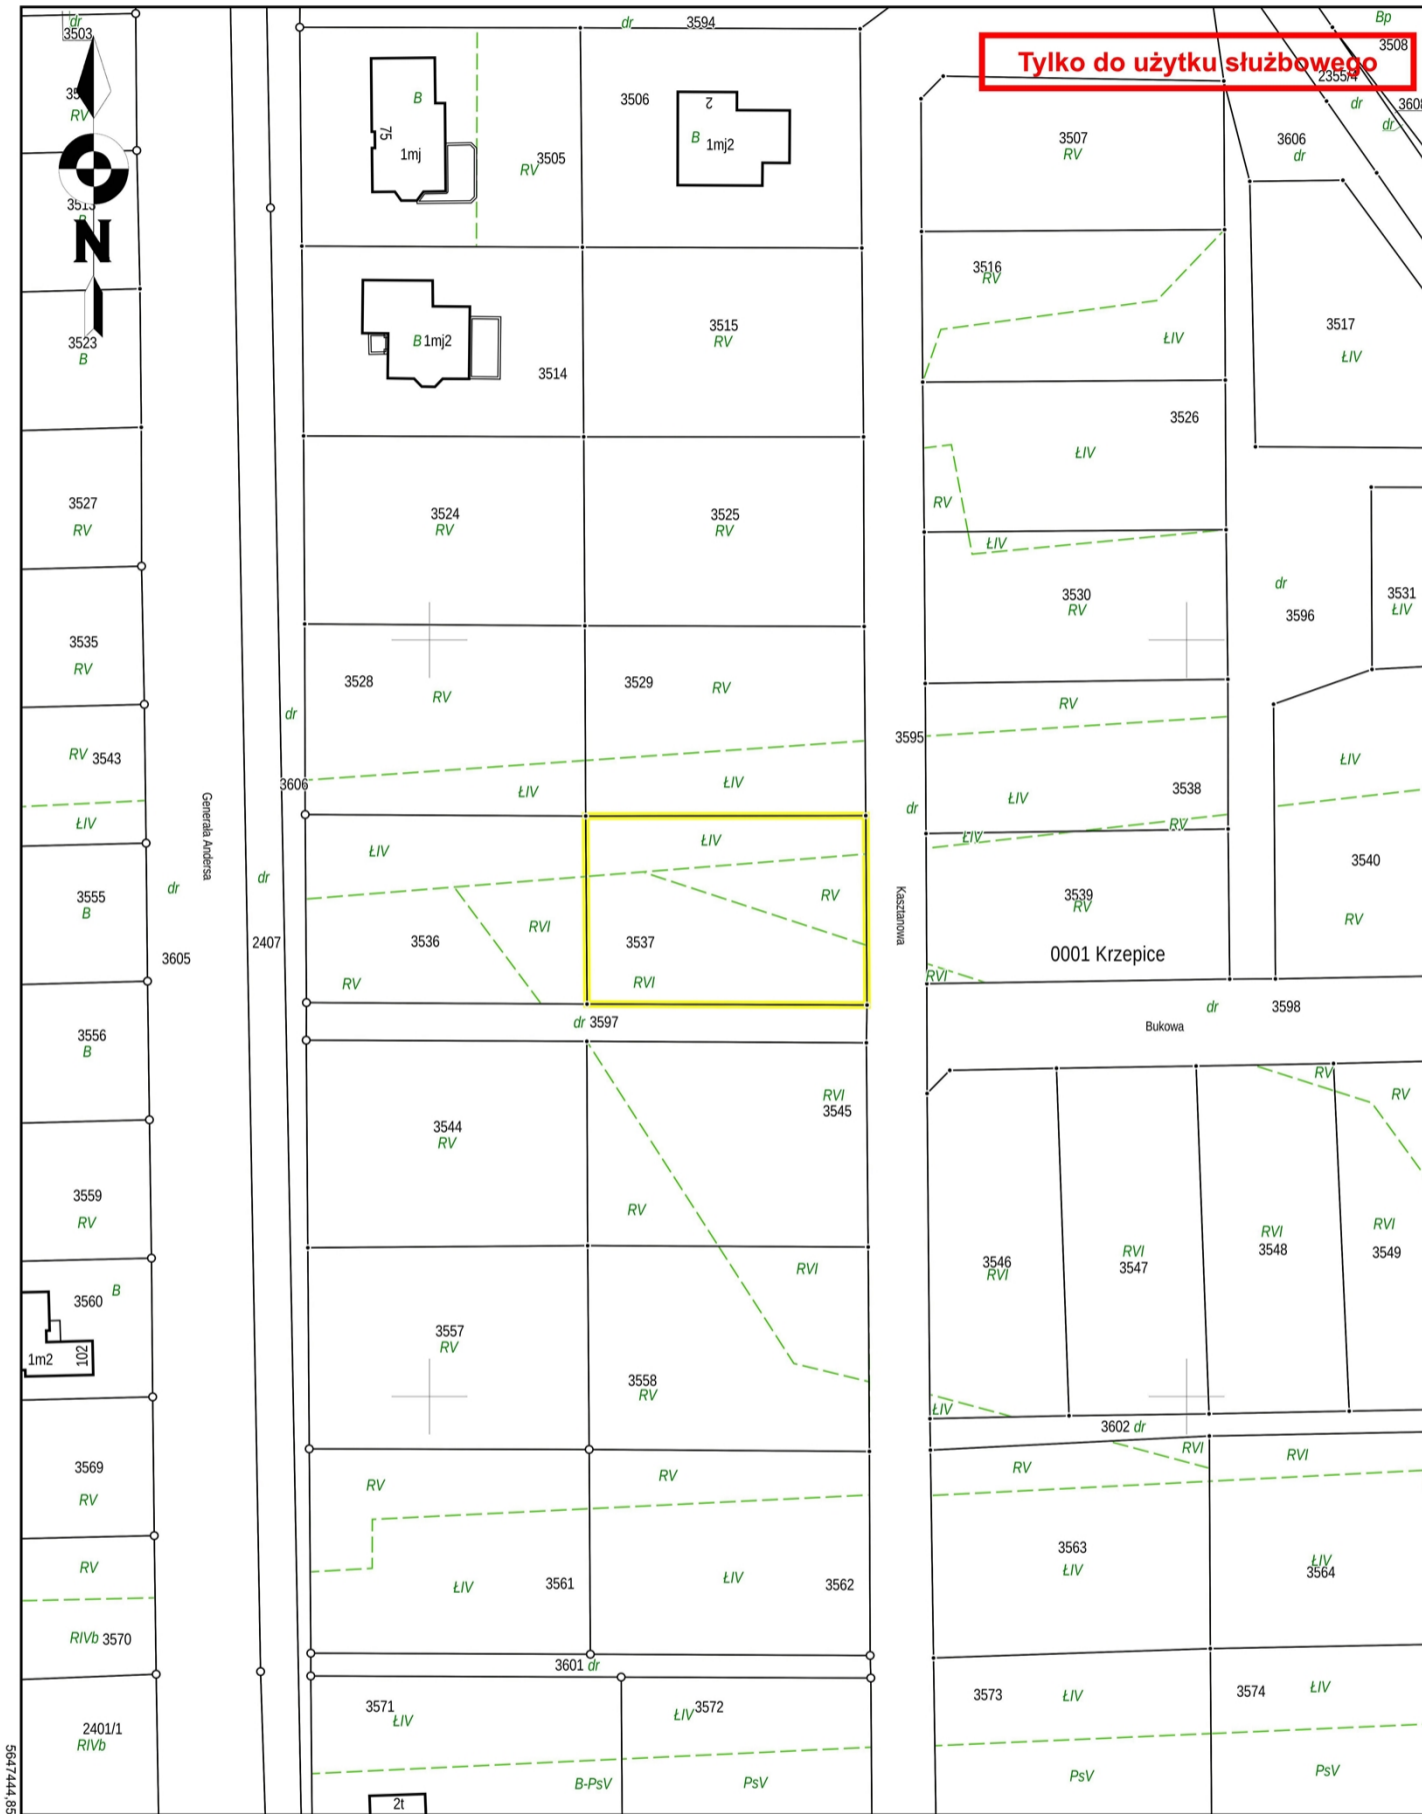 dr
3503
dr
3594
Bp
3508
Tylko do użytku służbowego
2355/4
dr
dr
RV
B
75
1mj
3505
RV
3506
2
B
1mj2
3507
RV
3606
dr
N
3523
B
B
1mj2
3514
3515
RV
3516
RV
ŁIV
3517
ŁIV
3526
ŁIV
RV
3527
RV
3524
RV
3525
RV
ŁIV
3530
RV
dr
3596
3531
ŁIV
3535
RV
3528
RV
3529
RV
dr
RV
3543
ŁIV
3606
ŁIV
ŁIV
3595
dr
RV
ŁIV
3538
RV
ŁIV
ŁIV
3540
RV
Generała Andersa
3555
B
dr
dr
3605
2407
ŁIV
3536
RVI
RV
ŁIV
RV
3537
RVI
Kasztanowa
3539
RV
0001 Krzepice
RVI
dr 3597
dr
3598
Bukowa
3556
B
3544
RV
RVI
3545
RV
RV
RV
3559
RV
3546
RVI
RVI
3547
RVI
3548
RVI
3549
3560
B
1m2
102
3557
RV
RVI
3558
RV
ŁIV
3602 dr
3569
RV
RV
RV
RV
RVI
RVI
RV
RIVb 3570
ŁIV
3561
ŁIV
3562
3563
ŁIV
ŁIV
3564
3601 dr
2401/1
RIVb
3571
ŁIV
ŁIV 3572
3573
ŁIV
3574
ŁIV
B-PsV
PsV
PsV
PsV
2t
5647444,85